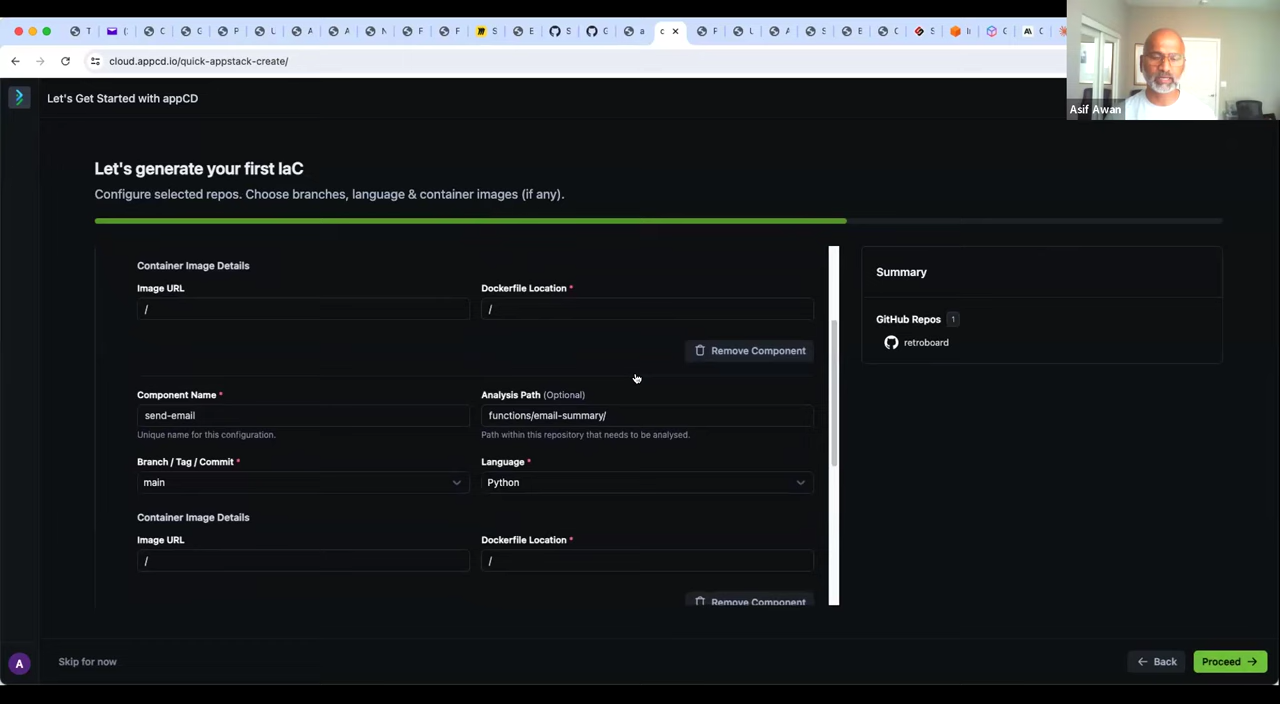 cloud.appcd.io/quick-appstack-create/
Asif Awan
Let's Get Started with appCD
Let's generate your first IaC
Configure selected repos. Choose branches, language & container images (if any).
Container Image Details
Image URL
Dockerfile Location *
/
/
Remove Component
Component Name *
Analysis Path (Optional)
send-email
functions/email-summary/
Unique name for this configuration.
Path within this repository that needs to be analysed.
Branch / Tag / Commit *
Language *
main
Python
Container Image Details
Image URL
Dockerfile Location *
/
/
Remove Component
Summary
GitHub Repos 1
retroboard
A
Skip for now
Back
Proceed